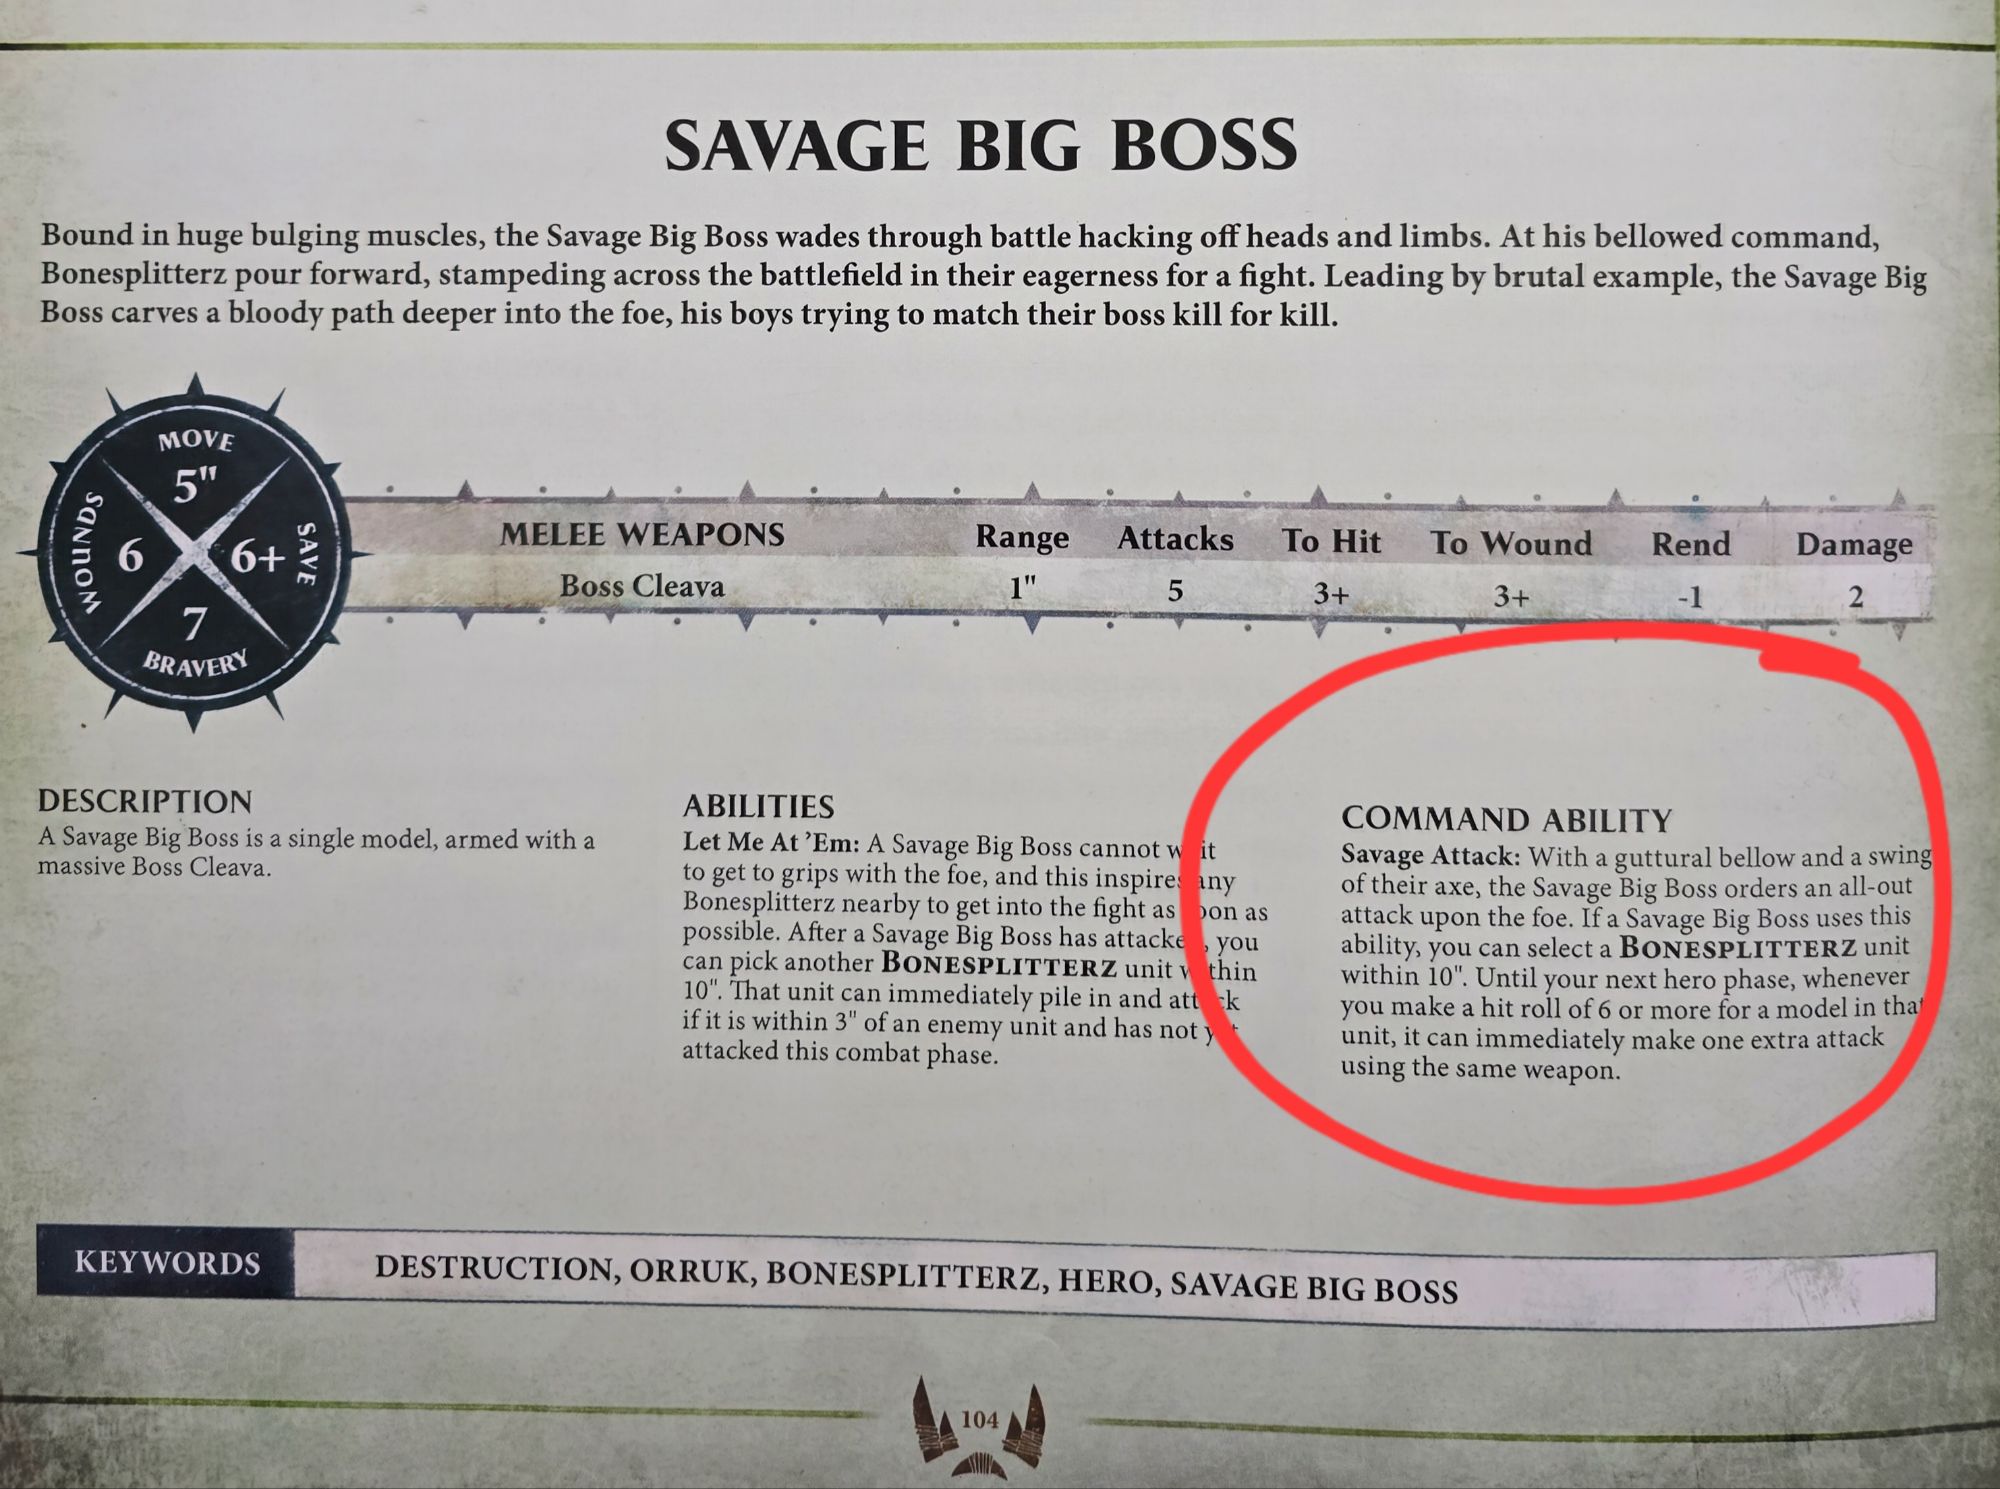 SAVAGE BIG BOSS
Bound in huge bulging muscles, the Savage Big Boss wades through battle hacking off heads and limbs. At his bellowed command,
Bonesplitterz pour forward, stampeding across the battlefield in their eagerness for a fight. Leading by brutal example, the Savage Big
Boss carves a bloody path deeper into the foe, his boys trying to match their boss kill for kill.
MOVE
5"
WOUNDS
6
6+
SAVE
7
BRAVERY
MELEE WEAPONS Range Attacks To Hit To Wound Rend Damage
Boss Cleava 1" 5 3+ 3+ -1 2
DESCRIPTION
A Savage Big Boss is a single model, armed with a
massive Boss Cleava.
ABILITIES
Let Me At ’Em: A Savage Big Boss cannot wait
to get to grips with the foe, and this inspires any
Bonesplitterz nearby to get into the fight as soon as
possible. After a Savage Big Boss has attacked, you
can pick another BONESPLITTERZ unit within
10". That unit can immediately pile in and attack
if it is within 3" of an enemy unit and has not yet
attacked this combat phase.
COMMAND ABILITY
Savage Attack: With a guttural bellow and a swing
of their axe, the Savage Big Boss orders an all-out
attack upon the foe. If a Savage Big Boss uses this
ability, you can select a BONESPLITTERZ unit
within 10". Until your next hero phase, whenever
you make a hit roll of 6 or more for a model in that
unit, it can immediately make one extra attack
using the same weapon.
KEYWORDS DESTRUCTION, ORRUK, BONESPLITTERZ, HERO, SAVAGE BIG BOSS
104